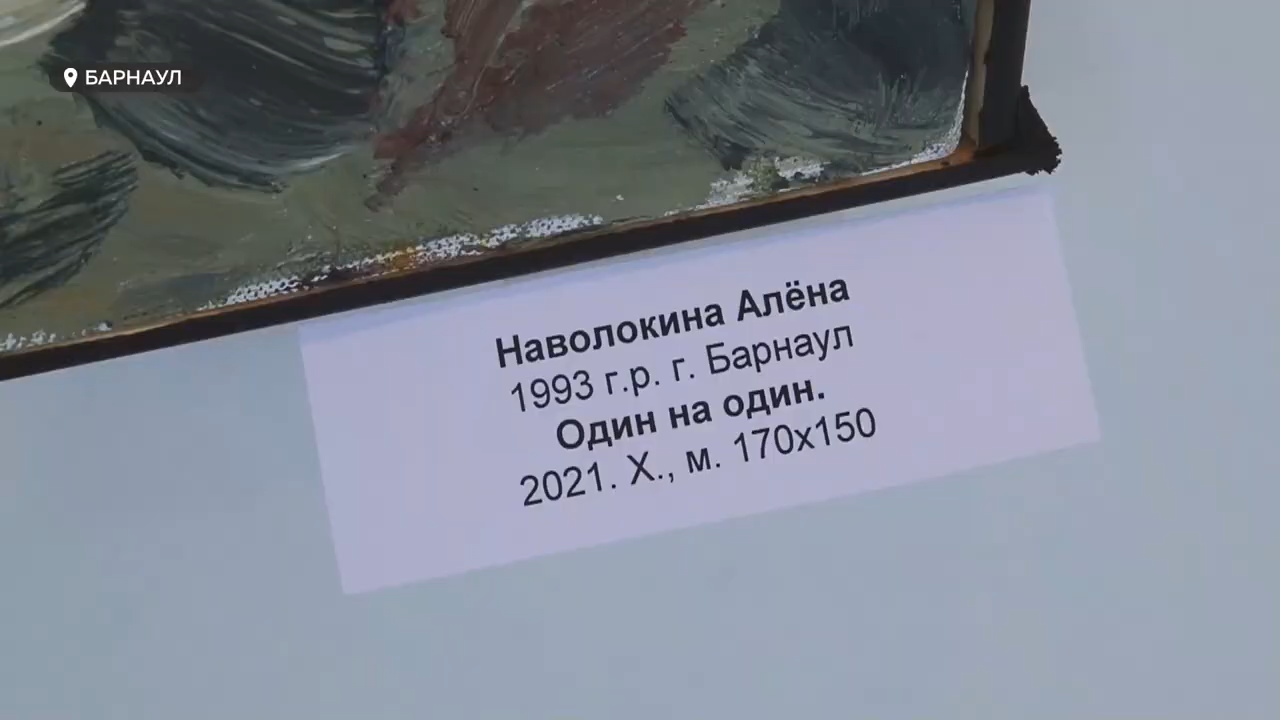 БАРНАУЛ
Наволокина Алёна
1993 г.р. г. Барнаул
Один на один.
2021. Х., м. 170х150